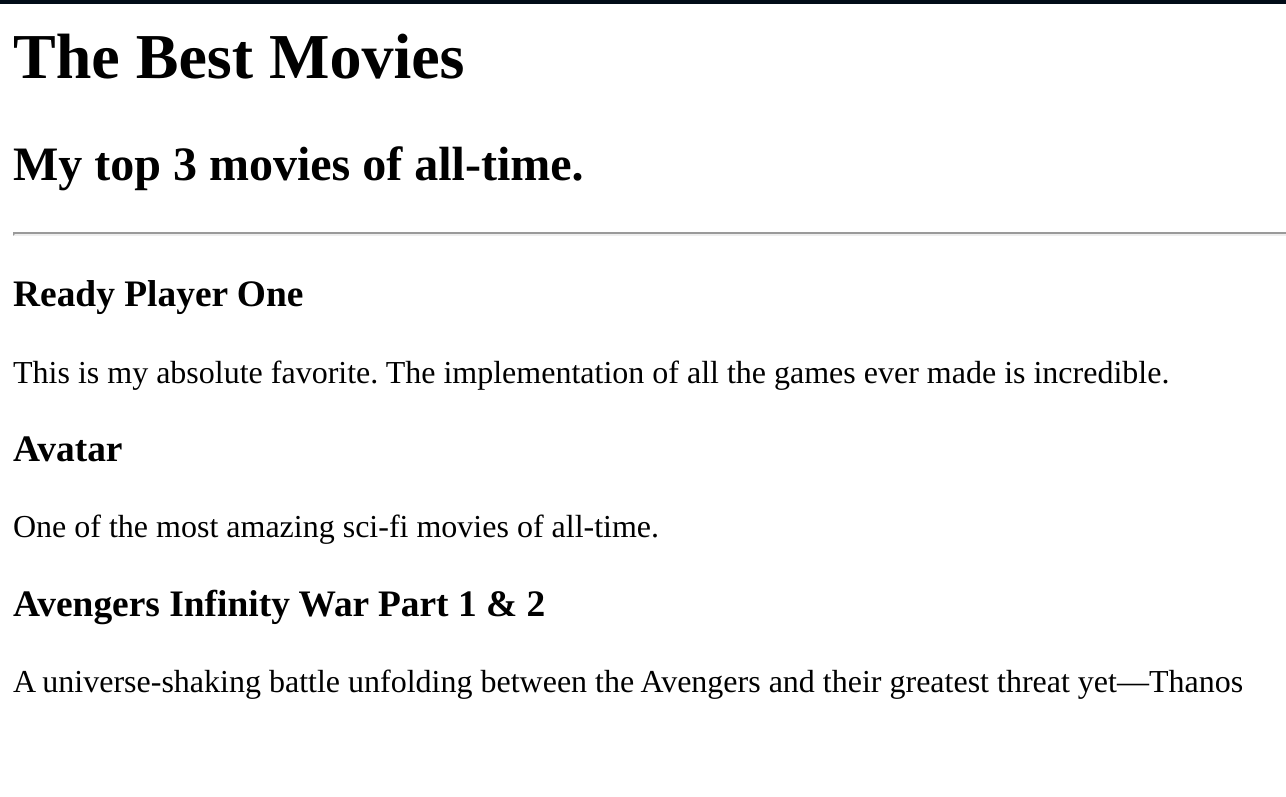 The Best Movies
My top 3 movies of all-time.
Ready Player One
This is my absolute favorite. The implementation of all the games ever made is incredible.
Avatar
One of the most amazing sci-fi movies of all-time.
Avengers Infinity War Part 1 & 2
A universe-shaking battle unfolding between the Avengers and their greatest threat yet—Thanos